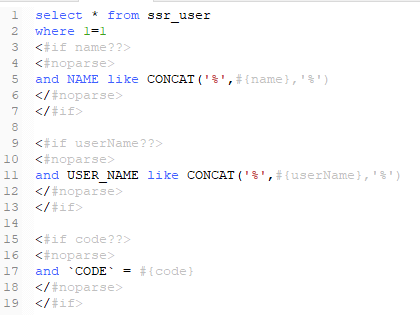 1 select * from ssr_user
2 where 1=1
3 <#if name??>
4 <#noparse>
5 and NAME like CONCAT('%',#{name},'%')
6 </#noparse>
7 </#if>
8
9 <#if userName??>
10 <#noparse>
11 and USER_NAME like CONCAT('%',#{userName},'%')
12 </#noparse>
13 </#if>
14
15 <#if code??>
16 <#noparse>
17 and `CODE` = #{code}
18 </#noparse>
19 </#if>